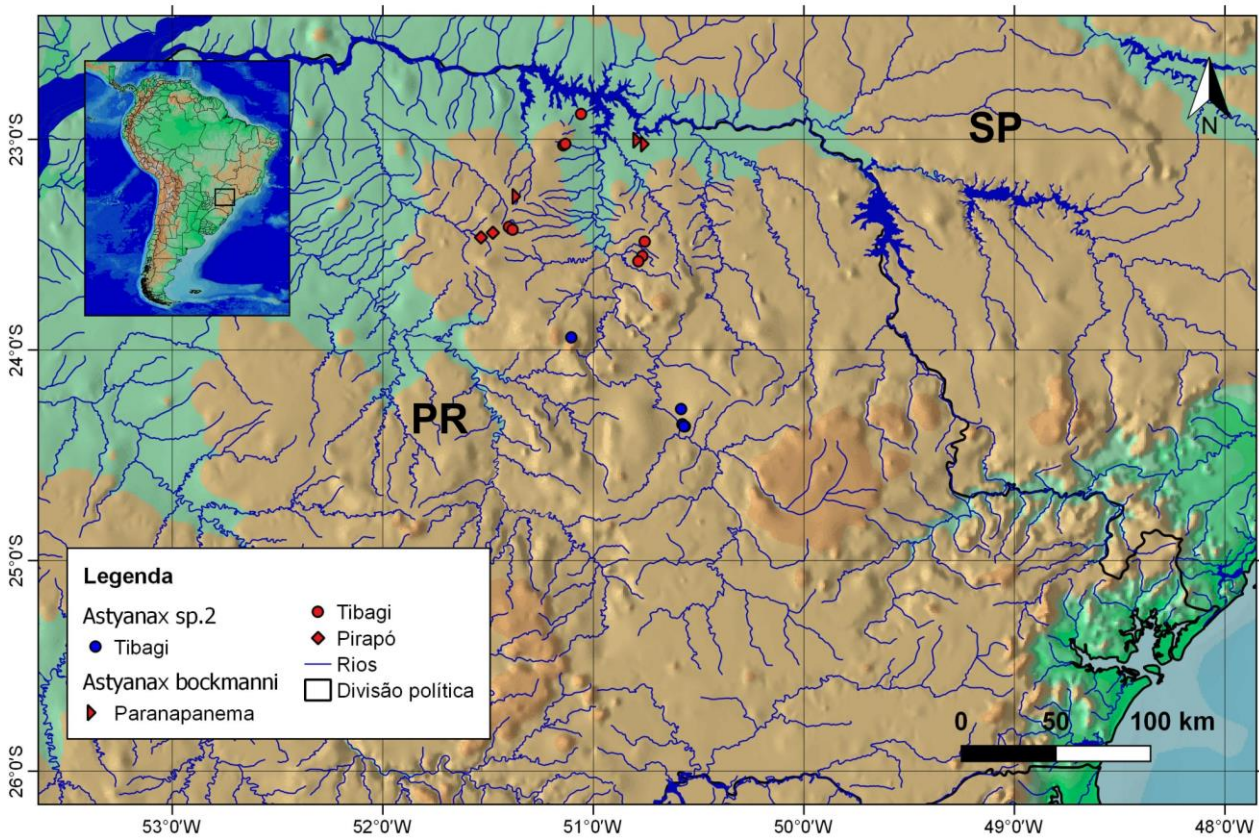 N
SP
PR
23°0'S
24°0'S
25°0'S
26°0'S
Legenda
Astyanax sp.2
Tibagi
Astyanax bockmanni
Paranapanema
Tibagi
Pirapó
Rios
Divisão política
0 50 100 km
53°0'W 52°0'W 51°0'W 50°0'W 49°0'W 48°0'W